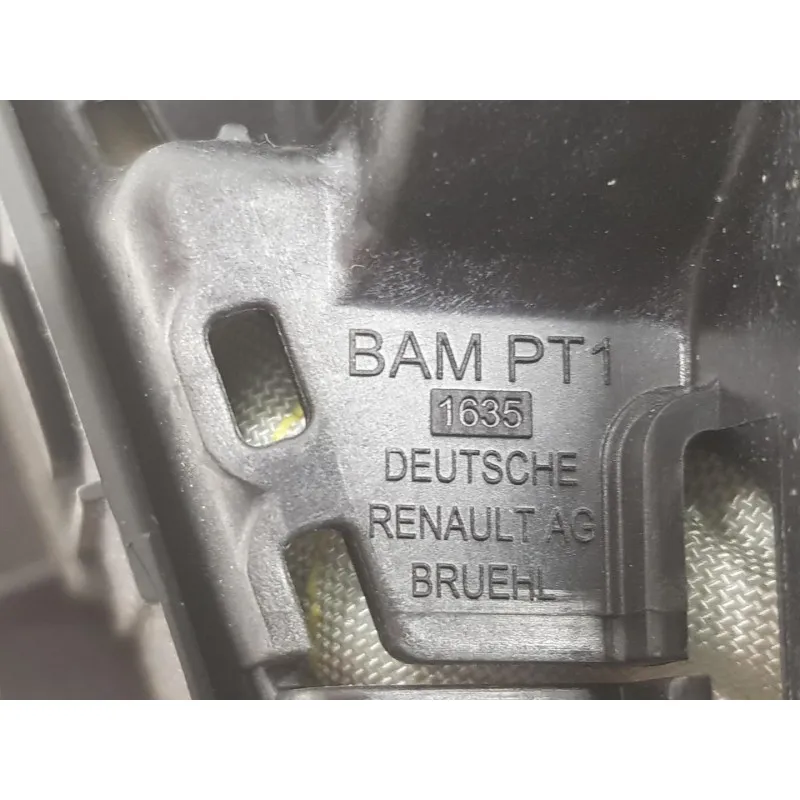 BAM PT1
1635
DEUTSCHE
RENAULT AG
BRUEHL